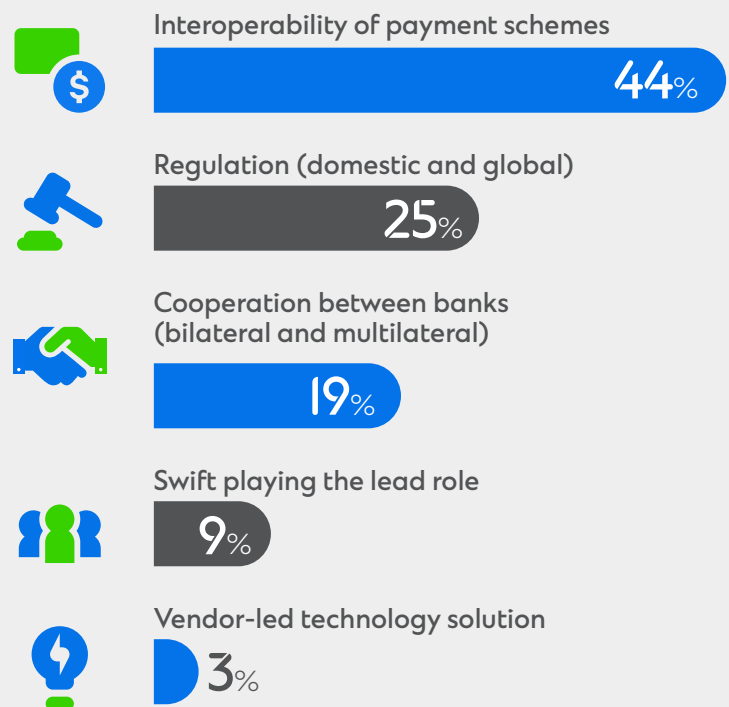 Interoperability of payment schemes
$
44%
Regulation (domestic and global)
25%
Cooperation between banks
(bilateral and multilateral)
19%
Swift playing the lead role
9%
Vendor-led technology solution
3%